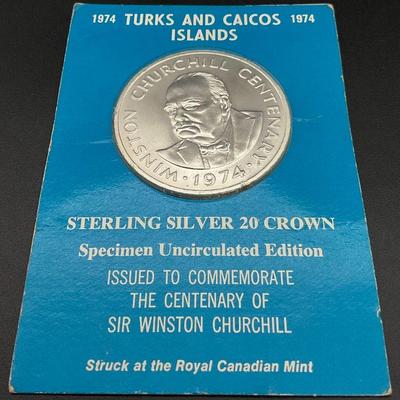 1974 TURKS AND CAICOS 1974
ISLANDS
WINSTON CHURCHILL CENTENARY
·1974·
STERLING SILVER 20 CROWN
Specimen Uncirculated Edition
ISSUED TO COMMEMORATE
THE CENTENARY OF
SIR WINSTON CHURCHILL
Struck at the Royal Canadian Mint